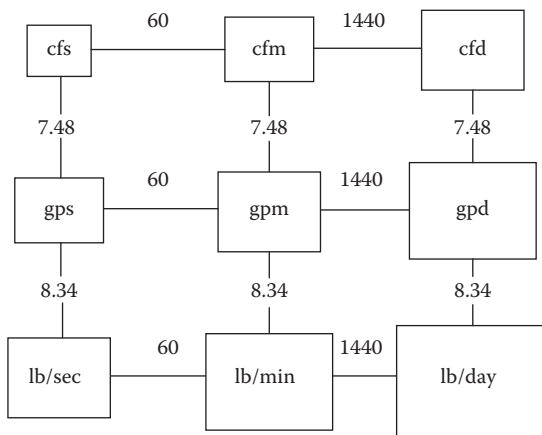 60 1440
cfs cfm cfd
7.48 7.48 7.48
60 1440
gps gpm gpd
8.34 8.34 8.34
60 1440
lb/sec lb/min lb/day